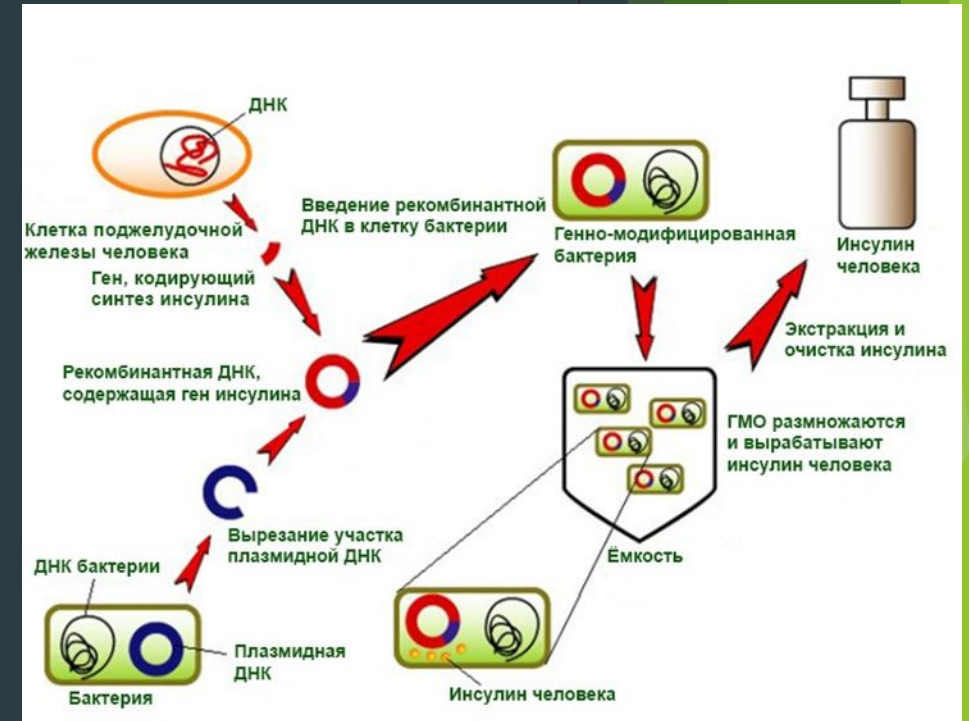 ДНК
Клетка поджелудочной
железы человека
Ген, кодирующий
синтез инсулина
Введение рекомбинантной
ДНК в клетку бактерии
Генно-модифицированная
бактерия
Инсулин
человека
Экстракция и
очистка инсулина
Рекомбинантная ДНК,
содержащая ген инсулина
ГМО размножаются
и вырабатывают
инсулин человека
Вырезание участка
плазмидной ДНК
Ёмкость
ДНК бактерии
Плазмидная
ДНК
Бактерия
Инсулин человека